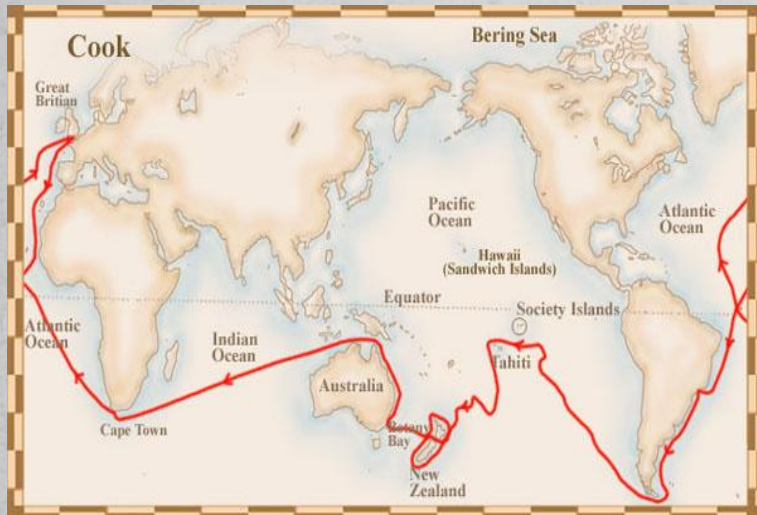 Cook
Bering Sea
Great
Britian
Pacific
Ocean
Atlantic
Ocean
Hawaii
(Sandwich Islands)
Equator
Society Islands
Atlantic
Ocean
Indian
Ocean
Tahiti
Australia
Cape Town
Botany
Bay
New
Zealand